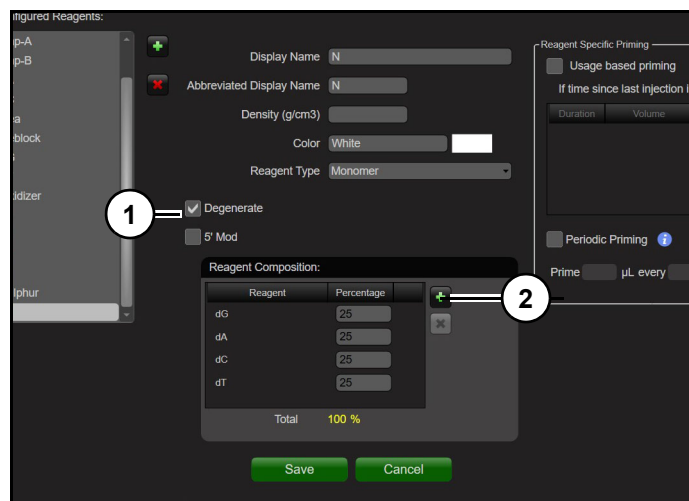 nfigured Reagents:
p-A
p-B
a
eblock
idizer
lphur
Display Name N
Abbreviated Display Name N
Density (g/cm3)
Color White
Reagent Type Monomer
1
Degenerate
5' Mod
Reagent Composition:
Reagent Percentage
dG 25
dA 25
dC 25
dT 25
Total 100 %
2
Save Cancel
Reagent Specific Priming
Usage based priming
If time since last injection i
Duration Volume
Periodic Priming i
Prime µL every